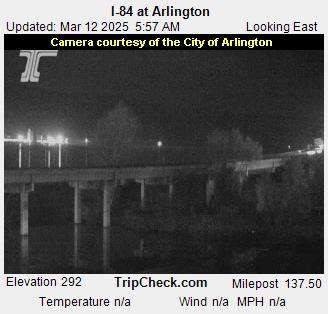 I-84 at Arlington
Updated: Mar 12 2025 5:57 AM Looking East
Camera courtesy of the City of Arlington
Elevation 292 TripCheck.com Milepost 137.50
Temperature n/a Wind n/a MPH n/a